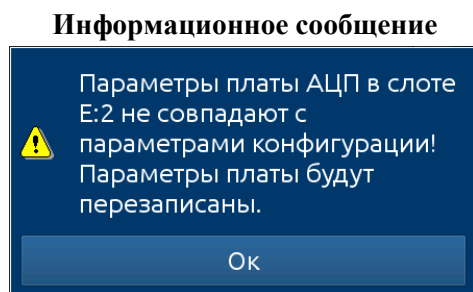 Информационное сообщение
Параметры платы АЦП в слоте
E:2 не совпадают с
параметрами конфигурации!
Параметры платы будут
перезаписаны.
Ок